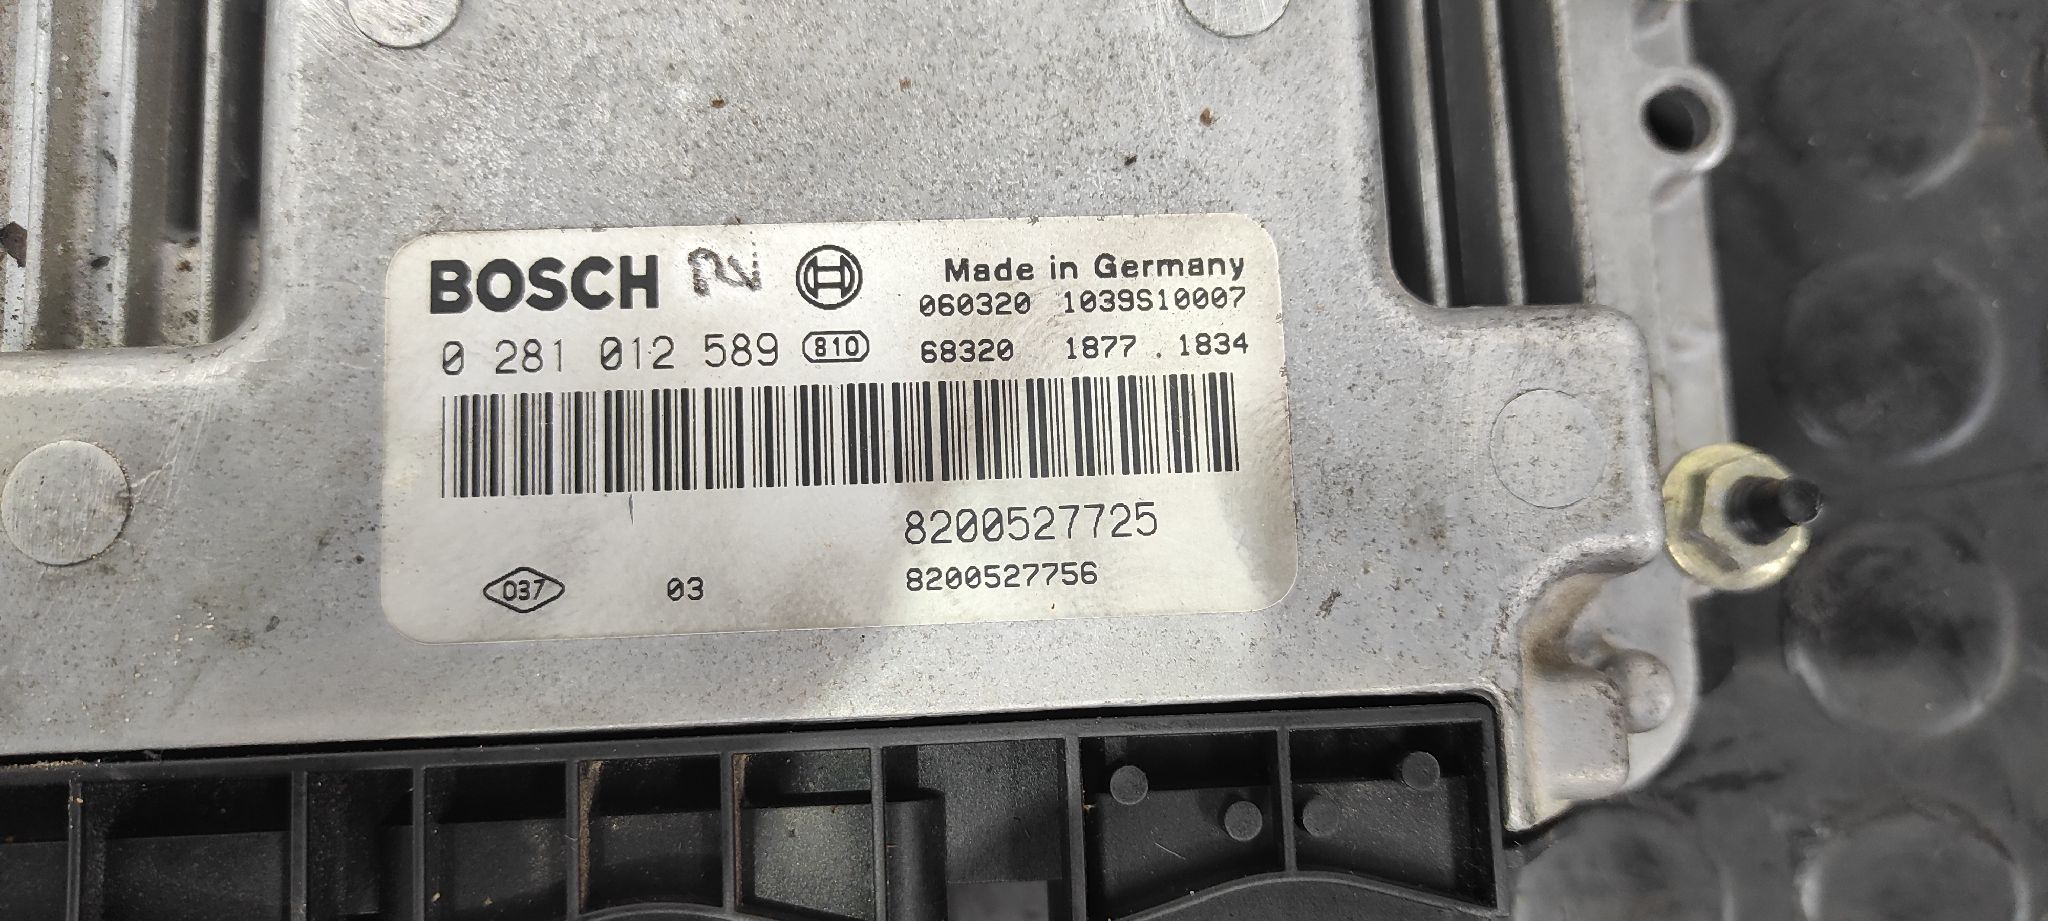 BOSCH
Made in Germany
060320 1039S10007
0 281 012 589 810
68320 1877 . 1834
8200527725
037 03 8200527756